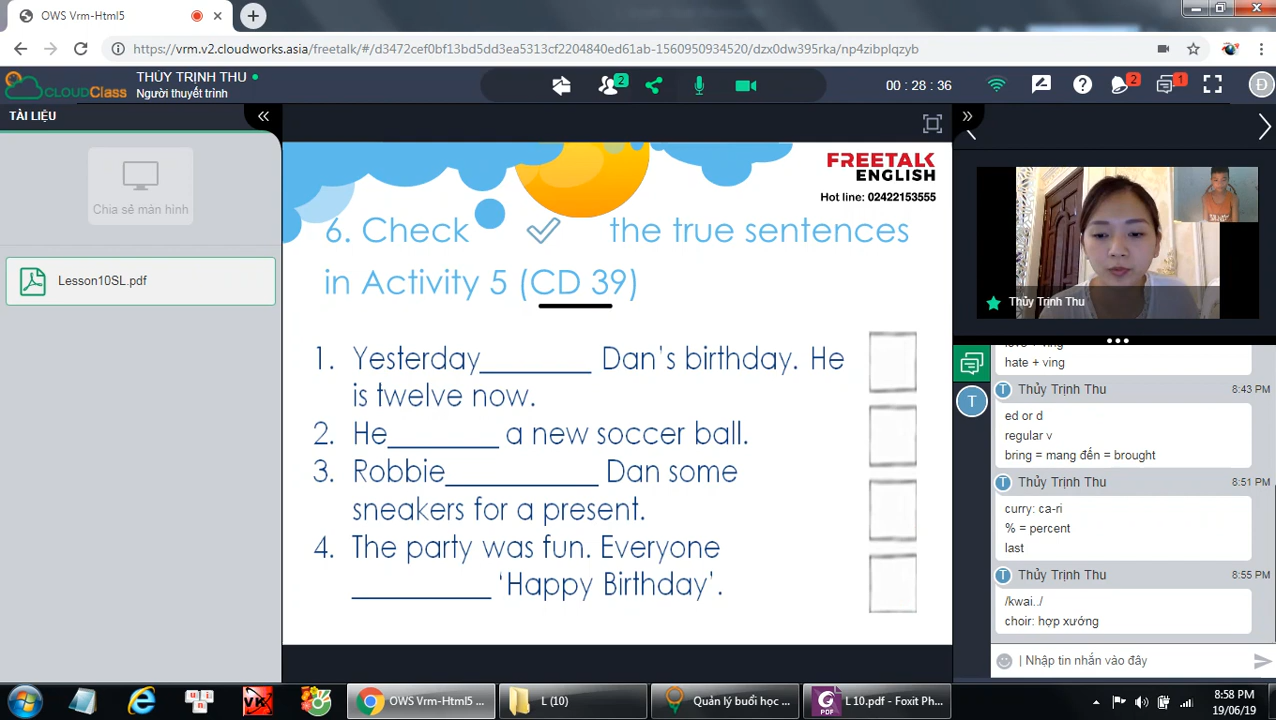 OWS Vrm-Html5
https://vrm.v2.cloudworks.asia/freetalk/#/d3472cef0bf13bd5dd3ea5313cf2204840ed61ab-1560950934520/dzx0dw395rka/np4zibplqzyb
CLOUDClass
THỦY TRỊNH THU
Người thuyết trình
2
00 : 28 : 36
2
1
Đ
TÀI LIỆU
Chia sẻ màn hình
Lesson10SL.pdf
FREETALK
ENGLISH
Hot line: 02422153555
6. Check the true sentences
in Activity 5 (CD 39)
1. Yesterday________ Dan's birthday. He
is twelve now.
2. He________ a new soccer ball.
3. Robbie___________ Dan some
sneakers for a present.
4. The party was fun. Everyone
__________ 'Happy Birthday'.
Thủy Trịnh Thu
T
love + ving
hate + ving
T Thủy Trịnh Thu 8:43 PM
ed or d
regular v
bring = mang đến = brought
T Thủy Trịnh Thu 8:51 PM
curry: ca-ri
% = percent
last
T Thủy Trịnh Thu 8:55 PM
/kwai../
choir: hợp xướng
Nhập tin nhắn vào đây
OWS Vrm-Html5 ...
L (10)
Quản lý buổi học ...
L 10.pdf - Foxit Ph...
8:58 PM
19/06/19